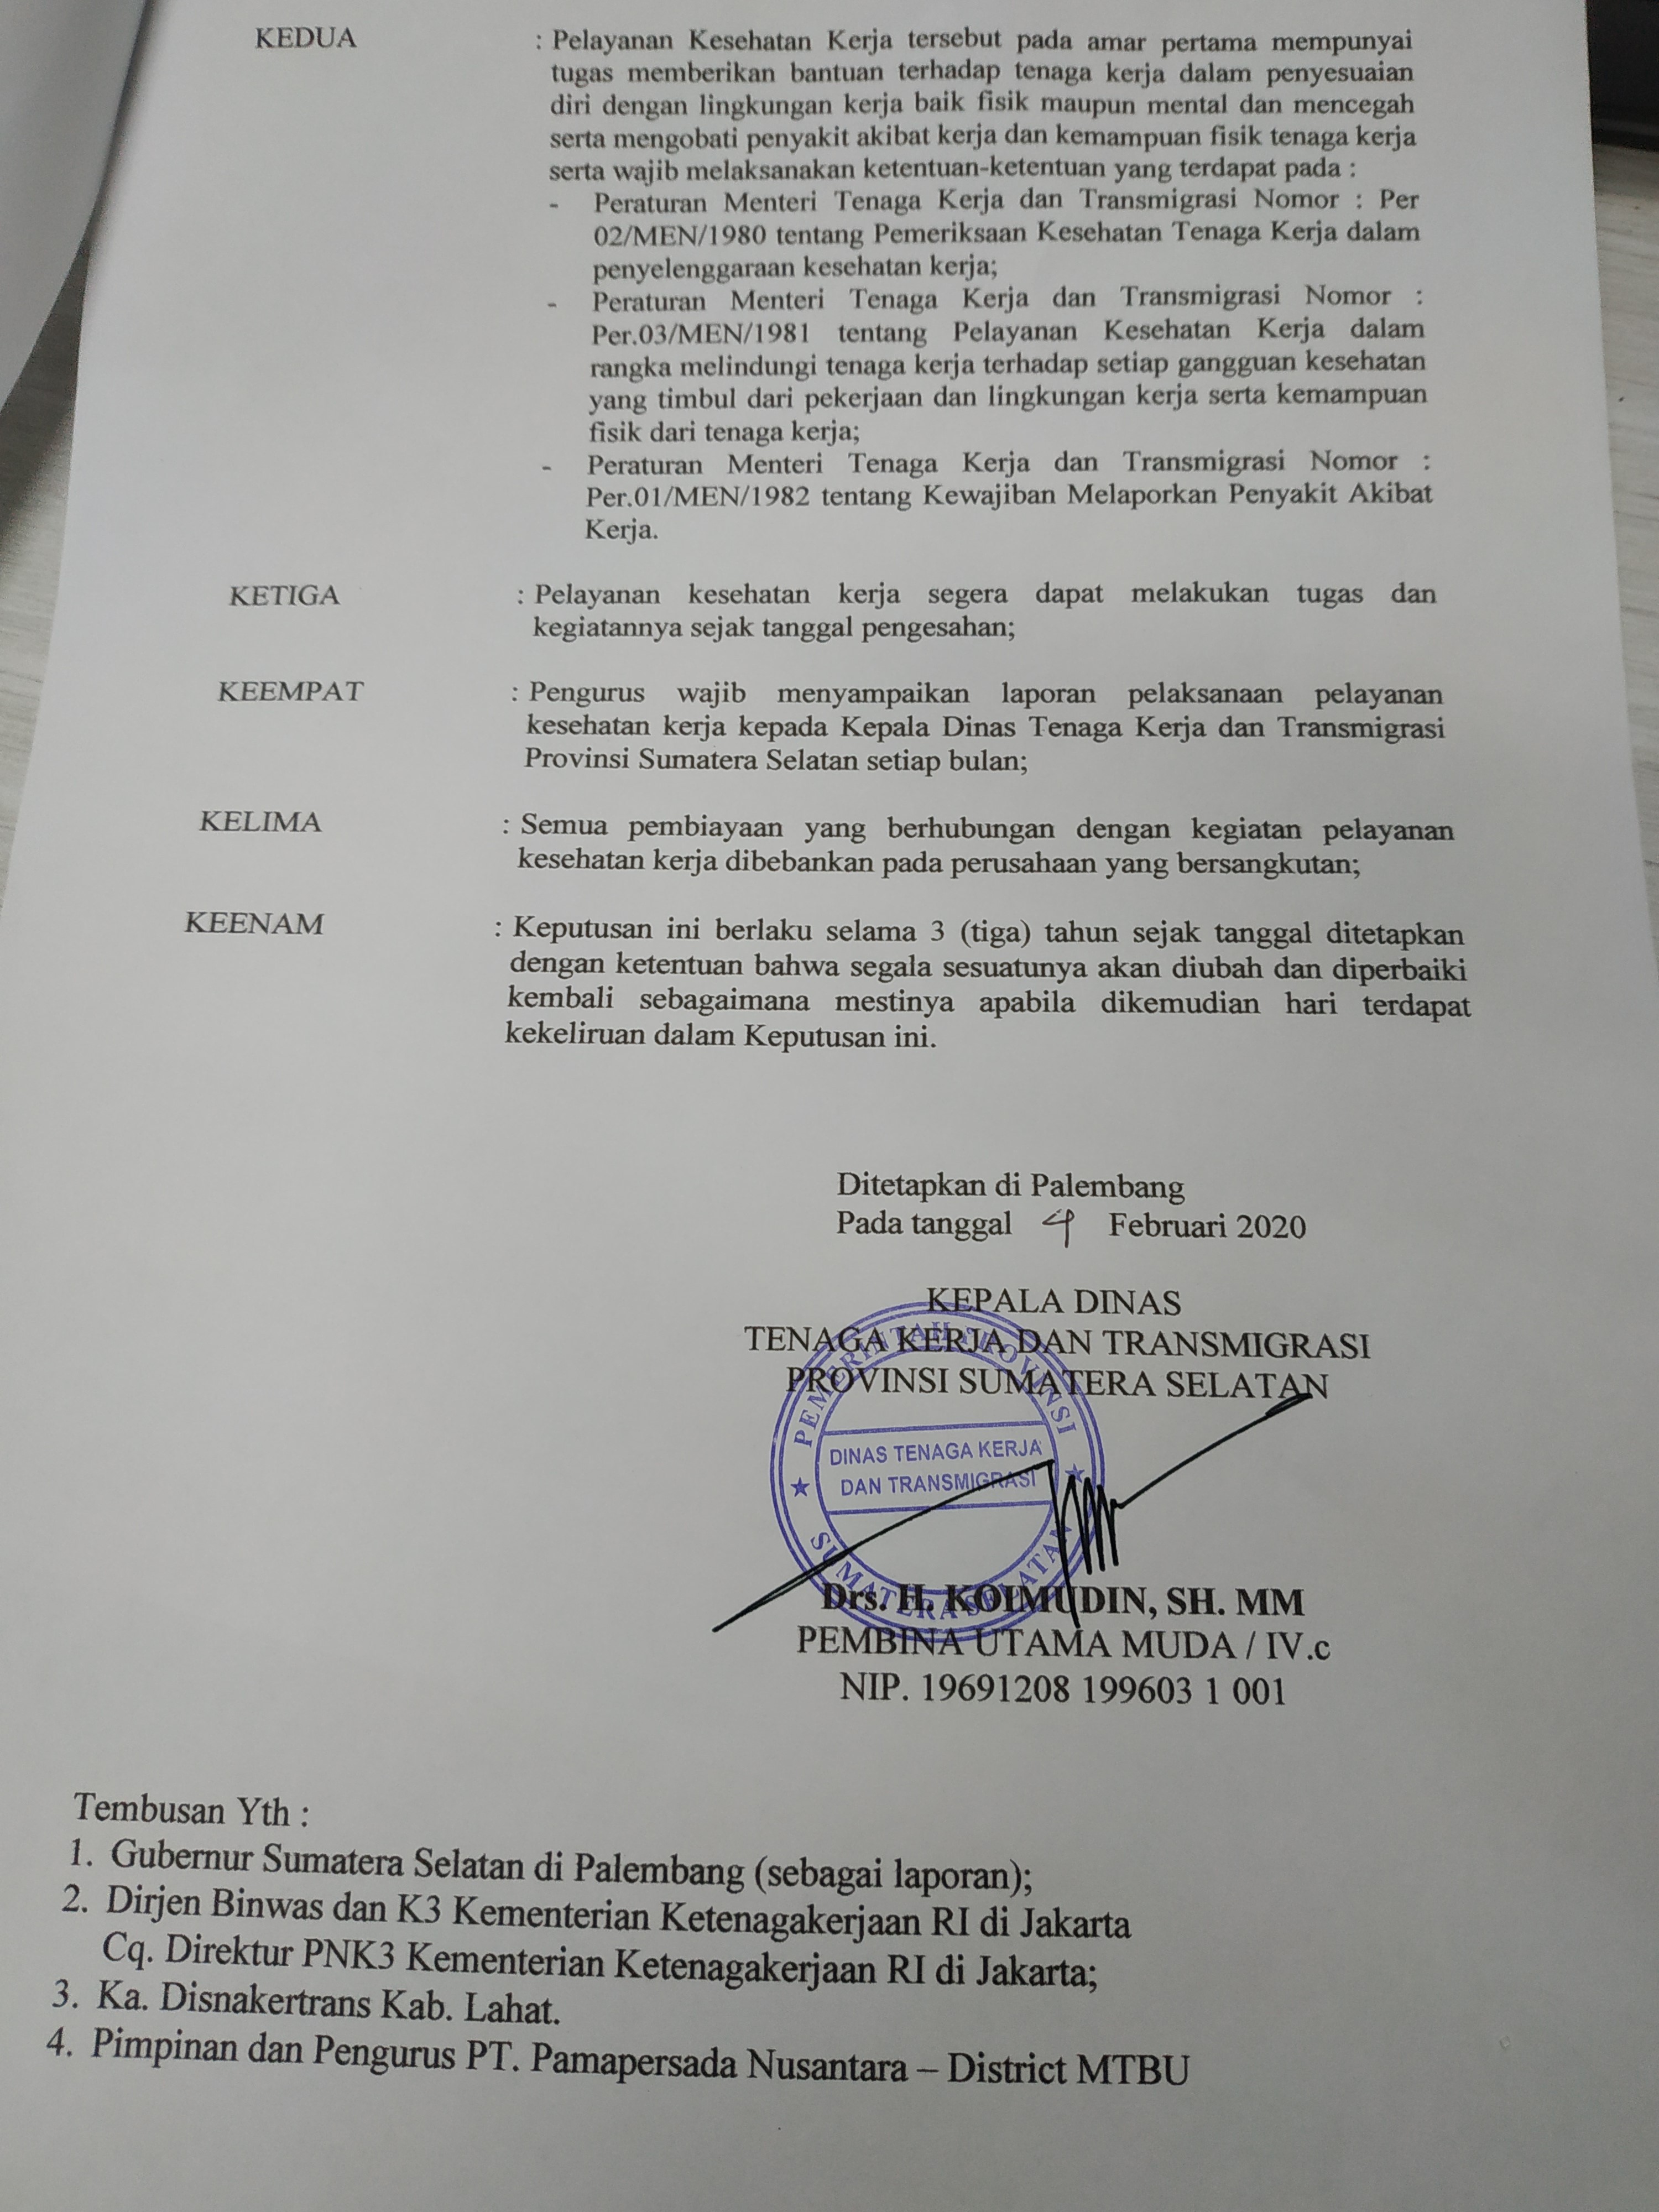 KEDUA : Pelayanan Kesehatan Kerja tersebut pada amar pertama mempunyai
tugas memberikan bantuan terhadap tenaga kerja dalam penyesuaian
diri dengan lingkungan kerja baik fisik maupun mental dan mencegah
serta mengobati penyakit akibat kerja dan kemampuan fisik tenaga kerja
serta wajib melaksanakan ketentuan-ketentuan yang terdapat pada :
- Peraturan Menteri Tenaga Kerja dan Transmigrasi Nomor : Per
02/MEN/1980 tentang Pemeriksaan Kesehatan Tenaga Kerja dalam
penyelenggaraan kesehatan kerja;
- Peraturan Menteri Tenaga Kerja dan Transmigrasi Nomor :
Per.03/MEN/1981 tentang Pelayanan Kesehatan Kerja dalam
rangka melindungi tenaga kerja terhadap setiap gangguan kesehatan
yang timbul dari pekerjaan dan lingkungan kerja serta kemampuan
fisik dari tenaga kerja;
- Peraturan Menteri Tenaga Kerja dan Transmigrasi Nomor :
Per.01/MEN/1982 tentang Kewajiban Melaporkan Penyakit Akibat
Kerja.
KETIGA : Pelayanan kesehatan kerja segera dapat melakukan tugas dan
kegiatannya sejak tanggal pengesahan;
KEEMPAT : Pengurus wajib menyampaikan laporan pelaksanaan pelayanan
kesehatan kerja kepada Kepala Dinas Tenaga Kerja dan Transmigrasi
Provinsi Sumatera Selatan setiap bulan;
KELIMA : Semua pembiayaan yang berhubungan dengan kegiatan pelayanan
kesehatan kerja dibebankan pada perusahaan yang bersangkutan;
KEENAM : Keputusan ini berlaku selama 3 (tiga) tahun sejak tanggal ditetapkan
dengan ketentuan bahwa segala sesuatunya akan diubah dan diperbaiki
kembali sebagaimana mestinya apabila dikemudian hari terdapat
kekeliruan dalam Keputusan ini.
Ditetapkan di Palembang
Pada tanggal 4 Februari 2020
KEPALA DINAS
TENAGA KERJA DAN TRANSMIGRASI
PROVINSI SUMATERA SELATAN
PEMERINTAH PROVINSI
DINAS TENAGA KERJA
DAN TRANSMIGRASI
SUMATERA SELATAN
Drs. H. KOIMUDIN, SH. MM
PEMBINA UTAMA MUDA / IV.c
NIP. 19691208 199603 1 001
Tembusan Yth :
1. Gubernur Sumatera Selatan di Palembang (sebagai laporan);
2. Dirjen Binwas dan K3 Kementerian Ketenagakerjaan RI di Jakarta
Cq. Direktur PNK3 Kementerian Ketenagakerjaan RI di Jakarta;
3. Ka. Disnakertrans Kab. Lahat.
4. Pimpinan dan Pengurus PT. Pamapersada Nusantara – District MTBU